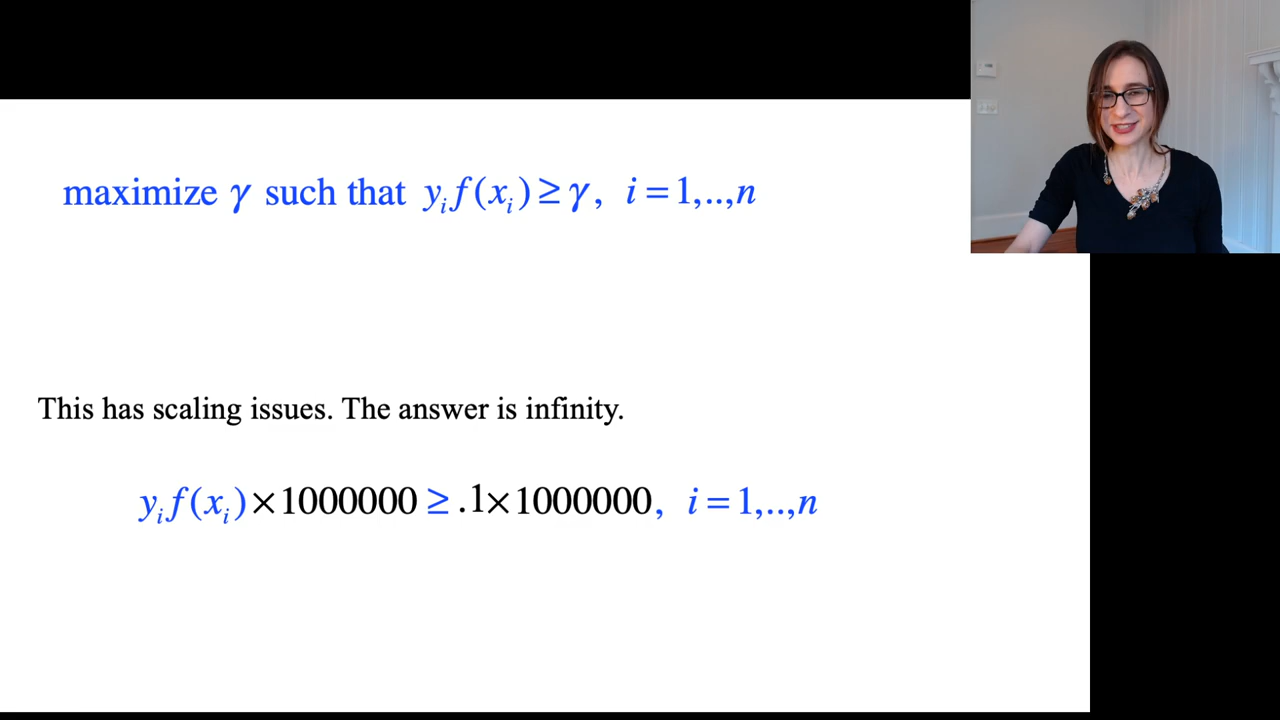 maximize γ such that yᵢf(xᵢ) ≥ γ, i = 1,..,n
This has scaling issues. The answer is infinity.
yᵢf(xᵢ)×1000000 ≥ .1×1000000, i = 1,..,n